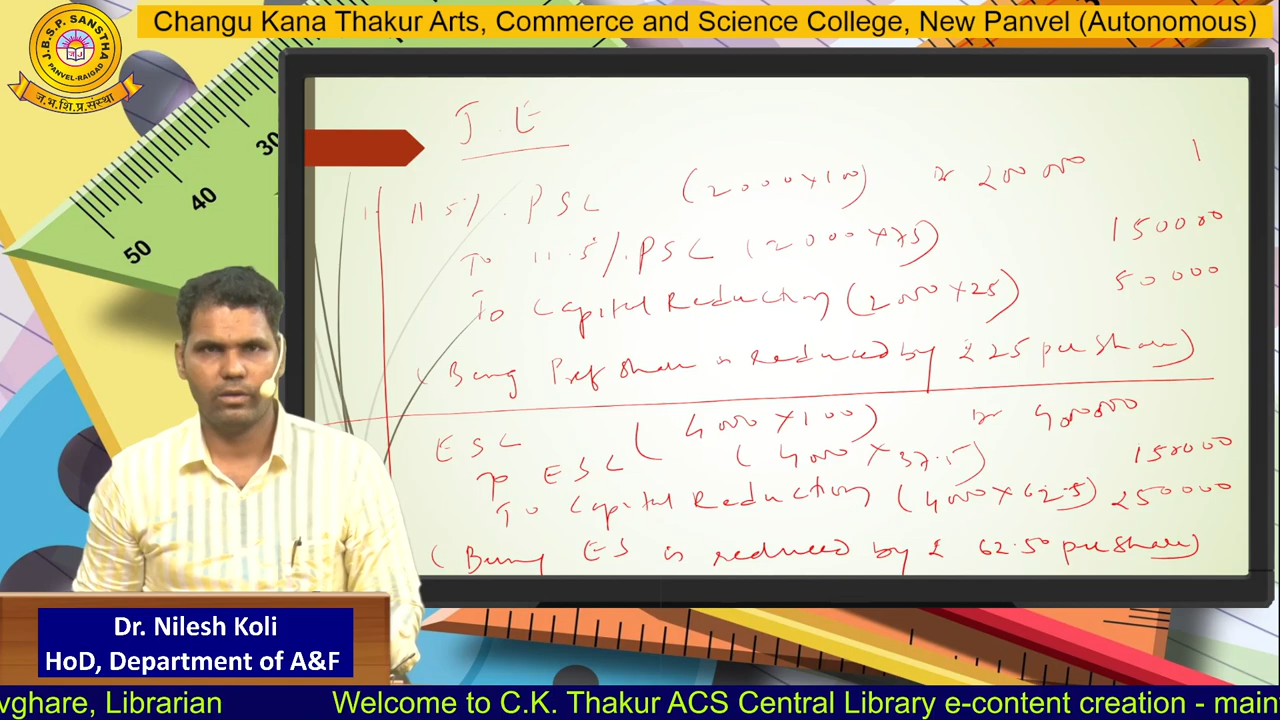 Changu Kana Thakur Arts, Commerce and Science College, New Panvel (Autonomous)
J.B.S.P. SANSTHA
PANVEL-RAIGAD
ज.भ.शि.प्र.संस्था
30
40
50
J.E
1 11.5%. PSC (2000×100) Dr 200000 1
To 11.5%.PSC (2000×75) 150000
To Capital Reduction (2000×25) 50000
(Being Pref Share is reduced by ₹ 25 per share)
ESC (4000×100) Dr 400000
To ESC (4000×37.5) 150000
To Capital Reduction (4000×62.5) 250000
(Being ES is reduced by ₹ 62.50 per share)
Dr. Nilesh Koli
HoD, Department of A&F
vghare, Librarian Welcome to C.K. Thakur ACS Central Library e-content creation - main